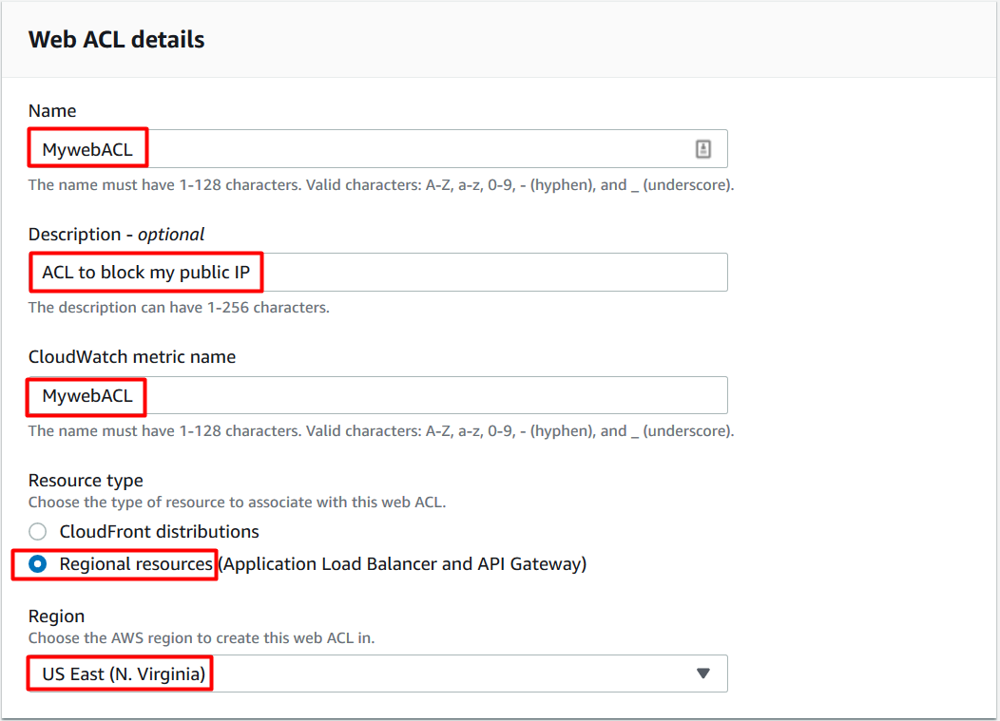 Web ACL details
Name
MywebACL
The name must have 1-128 characters. Valid characters: A-Z, a-z, 0-9, - (hyphen), and _ (underscore).
Description - optional
ACL to block my public IP
The description can have 1-256 characters.
CloudWatch metric name
MywebACL
The name must have 1-128 characters. Valid characters: A-Z, a-z, 0-9, - (hyphen), and _ (underscore).
Resource type
Choose the type of resource to associate with this web ACL.
CloudFront distributions
Regional resources (Application Load Balancer and API Gateway)
Region
Choose the AWS region to create this web ACL in.
US East (N. Virginia)